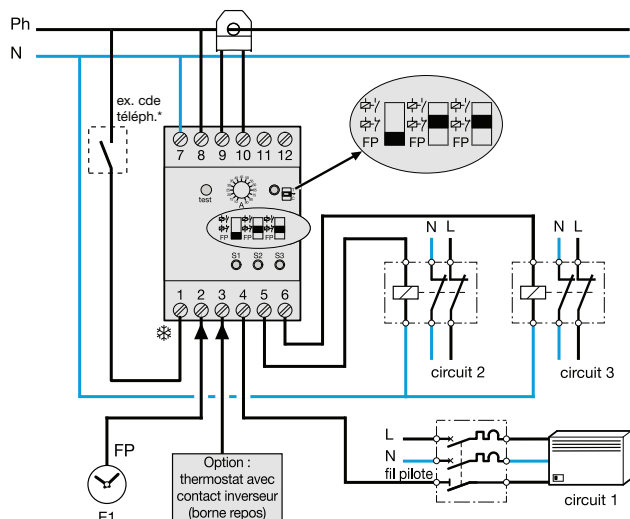 Ph
N
ex. cde
téléph.*
7 8 9 10 11 12
test
A
FP
S1 S2 S3
1 2 3 4 5 6
FP FP FP
N L
N L
circuit 2
circuit 3
FP
F1
Option :
thermostat avec
contact inverseur
(borne repos)
L
N
fil pilote
circuit 1